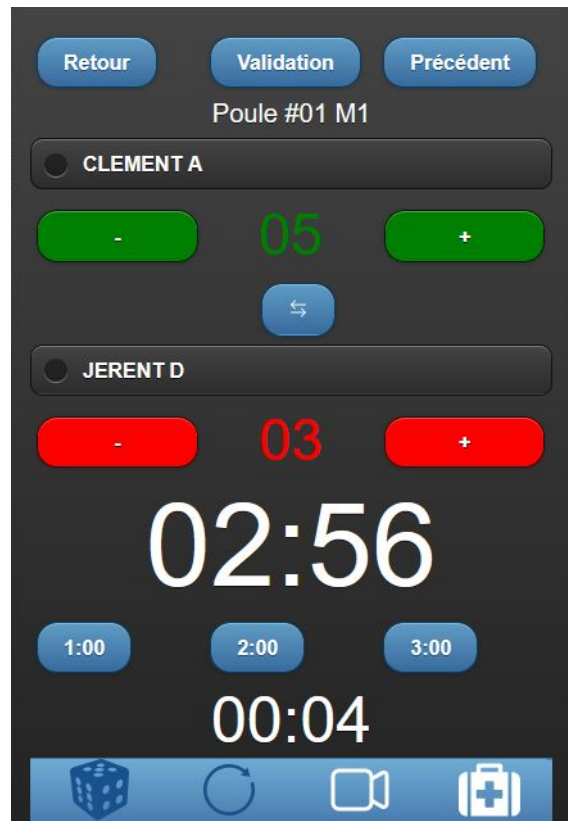 Retour Validation Précédent
Poule #01 M1
CLEMENT A
- 05 +
⇆
JERENT D
- 03 +
02:56
1:00 2:00 3:00
00:04